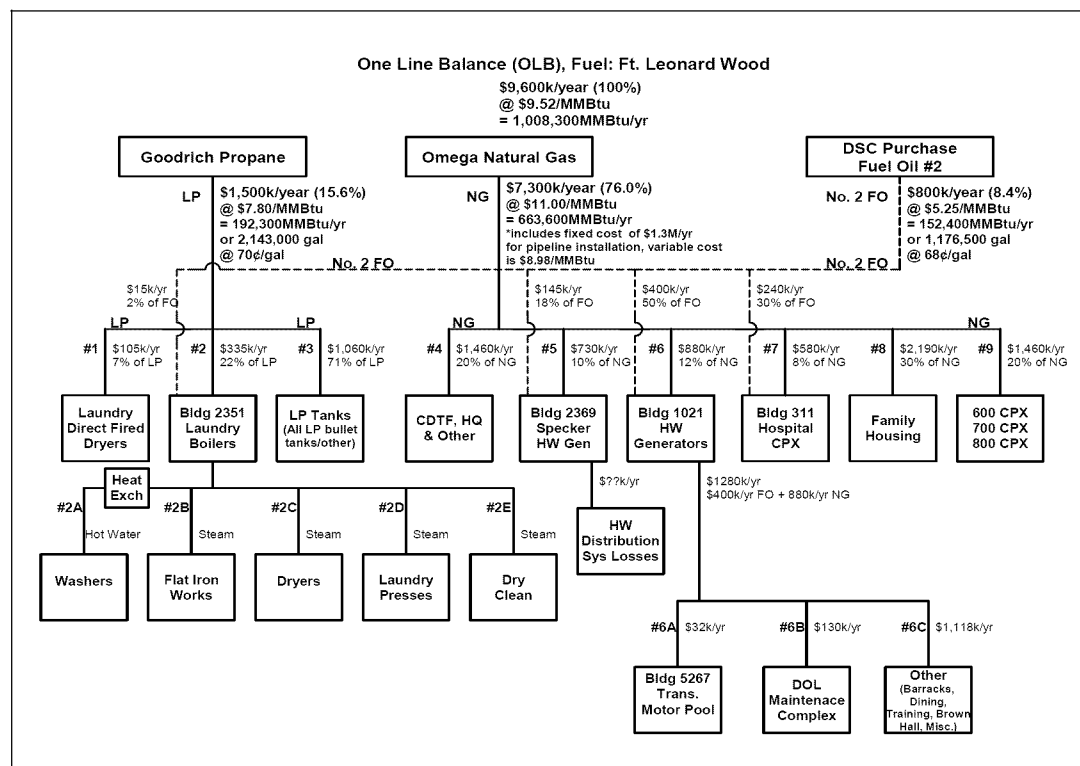 One Line Balance (OLB), Fuel: Ft. Leonard Wood
$9,600k/year (100%)
@ $9.52/MMBtu
= 1,008,300MMBtu/yr
Goodrich Propane
Omega Natural Gas
DSC Purchase
Fuel Oil #2
LP
$1,500k/year (15.6%)
@ $7.80/MMBtu
= 192,300MMBtu/yr
or 2,143,000 gal
@ 70¢/gal
NG
$7,300k/year (76.0%)
@ $11.00/MMBtu
= 663,600MMBtu/yr
*includes fixed cost of $1.3M/yr
for pipeline installation, variable cost
is $8.98/MMBtu
No. 2 FO
$800k/year (8.4%)
@ $5.25/MMBtu
= 152,400MMBtu/yr
or 1,176,500 gal
@ 68¢/gal
No. 2 FO
No. 2 FO
$15k/yr
2% of FO
$145k/yr
18% of FO
$400k/yr
50% of FO
$240k/yr
30% of FO
LP
LP
NG
NG
#1
$105k/yr
7% of LP
#2
$335k/yr
22% of LP
#3
$1,060k/yr
71% of LP
#4
$1,460k/yr
20% of NG
#5
$730k/yr
10% of NG
#6
$880k/yr
12% of NG
#7
$580k/yr
8% of NG
#8
$2,190k/yr
30% of NG
#9
$1,460k/yr
20% of NG
Laundry
Direct Fired
Dryers
Bldg 2351
Laundry
Boilers
LP Tanks
(All LP bullet
tanks/other)
CDTF, HQ
& Other
Bldg 2369
Specker
HW Gen
Bldg 1021
HW
Generators
Bldg 311
Hospital
CPX
Family
Housing
600 CPX
700 CPX
800 CPX
Heat
Exch
$??k/yr
$1280k/yr
$400k/yr FO + 880k/yr NG
#2A
Hot Water
#2B
Steam
#2C
Steam
#2D
Steam
#2E
Steam
HW
Distribution
Sys Losses
Washers
Flat Iron
Works
Dryers
Laundry
Presses
Dry
Clean
#6A
$32k/yr
#6B
$130k/yr
#6C
$1,118k/yr
Bldg 5267
Trans.
Motor Pool
DOL
Maintenace
Complex
Other
(Barracks,
Dining,
Training, Brown
Hall, Misc.)